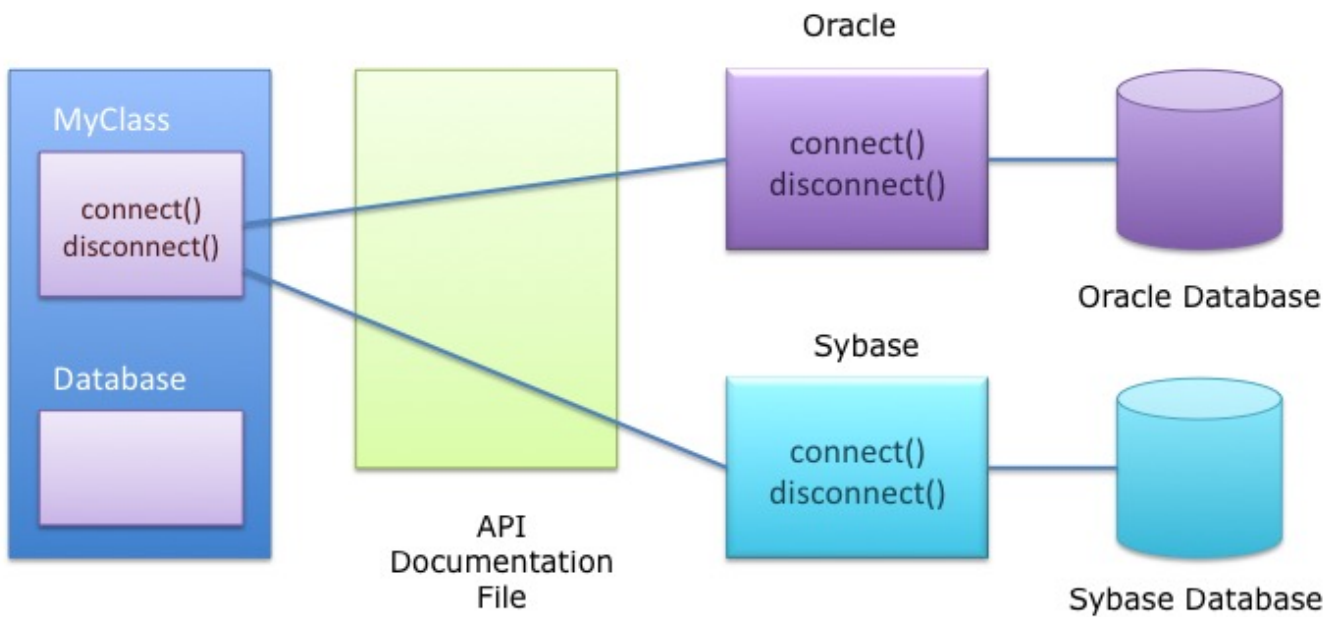 MyClass
connect()
disconnect()
Database
API
Documentation
File
Oracle
connect()
disconnect()
Oracle Database
Sybase
connect()
disconnect()
Sybase Database